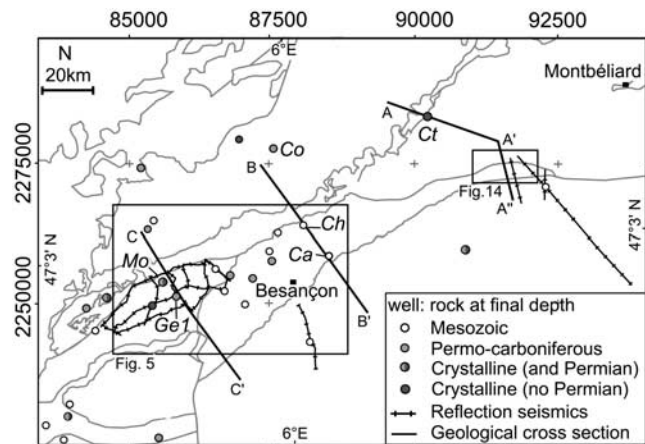 85000 87500 90000 92500
N
20km
6°E
Montbéliard
A
Ct
A'
2275000
Co
B
Fig.14
A"
C
Ch
Mo
Ca
47°3' N
47°3' N
2250000
Besançon
Ge1
B'
Fig. 5
C'
6°E
well: rock at final depth
Mesozoic
Permo-carboniferous
Crystalline (and Permian)
Crystalline (no Permian)
Reflection seismics
Geological cross section